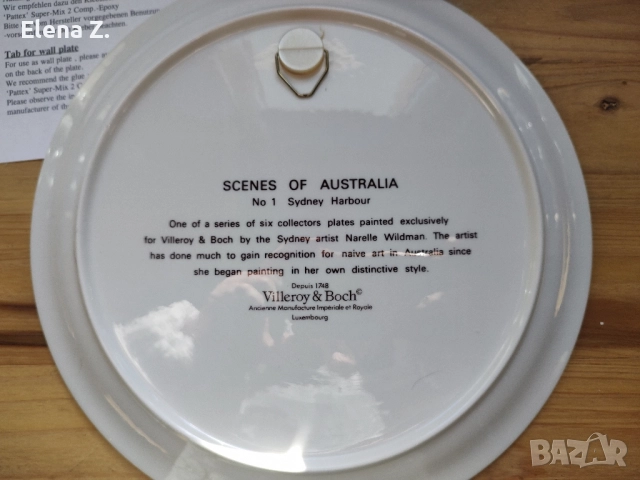 Elena Z.
Wir empfehlen dazu den
'Pattex' Super-Mix 2 Comp.-Epoxy
vom Hersteller vorgegebenen
Tab for wall plate
For use as wall plate , please
on the back of the plate.
We recommend the glue
'Pattex' Super-Mix 2
Please observe the
manufacturer of the
SCENES OF AUSTRALIA
No 1 Sydney Harbour
One of a series of six collectors plates painted exclusively
for Villeroy & Boch by the Sydney artist Narelle Wildman. The artist
has done much to gain recognition for naive art in Australia since
she began painting in her own distinctive style.
Depuis 1748
Villeroy & Boch©
Ancienne Manufacture Impériale et Royale
Luxembourg
BAZAR